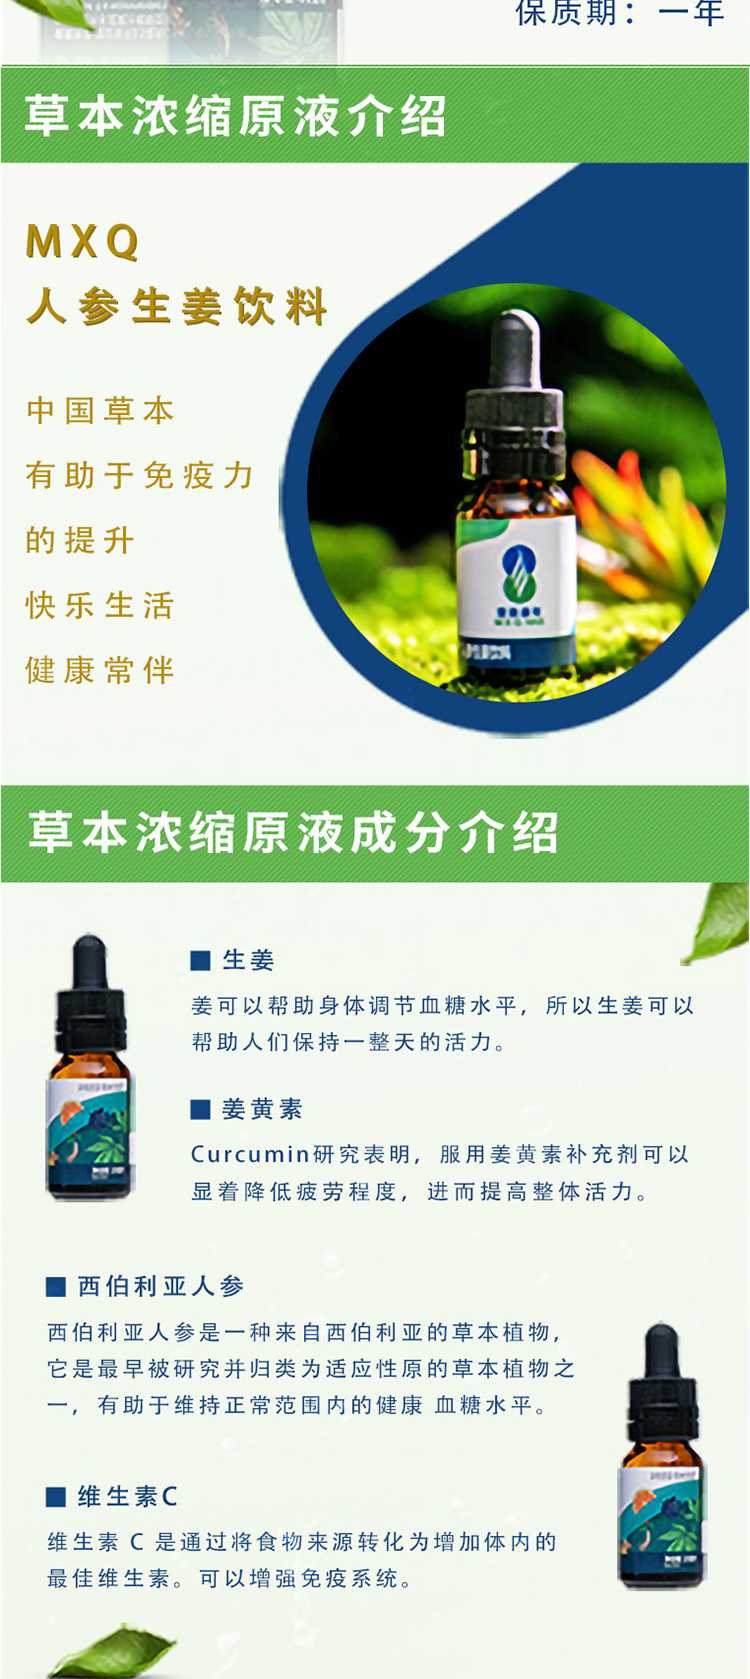 保质期：一年
草本浓缩原液介绍
MXQ
人参生姜饮料
中国草本
有助于免疫力
的提升
快乐生活
健康常伴
草本浓缩原液成分介绍
生姜
姜可以帮助身体调节血糖水平，所以生姜可以
帮助人们保持一整天的活力。
姜黄素
Curcumin研究表明，服用姜黄素补充剂可以
显着降低疲劳程度，进而提高整体活力。
西伯利亚人参
西伯利亚人参是一种来自西伯利亚的草本植物，
它是最早被研究并归类为适应性原的草本植物之
一，有助于维持正常范围内的健康 血糖水平。
维生素C
维生素 C 是通过将食物来源转化为增加体内的
最佳维生素。可以增强免疫系统。